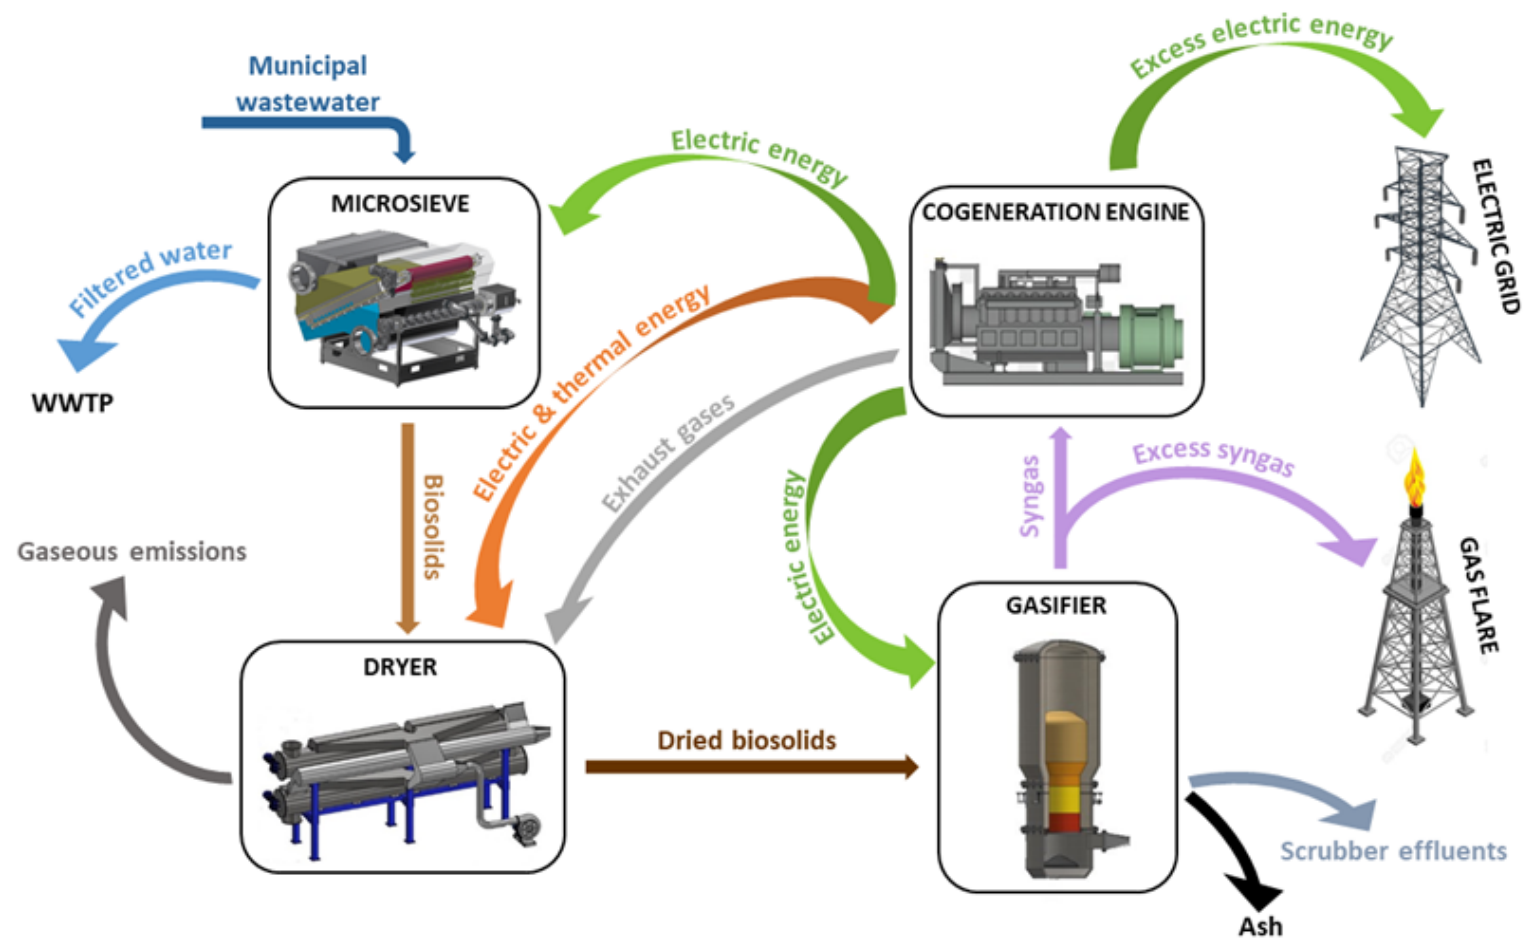 Excess electric energy
Municipal
wastewater
Electric energy
ELECTRIC GRID
MICROSIEVE
COGENERATION ENGINE
Filtered water
Electric & thermal energy
WWTP
Exhaust gases
Biosolids
Syngas
Excess syngas
Electric energy
Gaseous emissions
GAS FLARE
GASIFIER
DRYER
Dried biosolids
Scrubber effluents
Ash